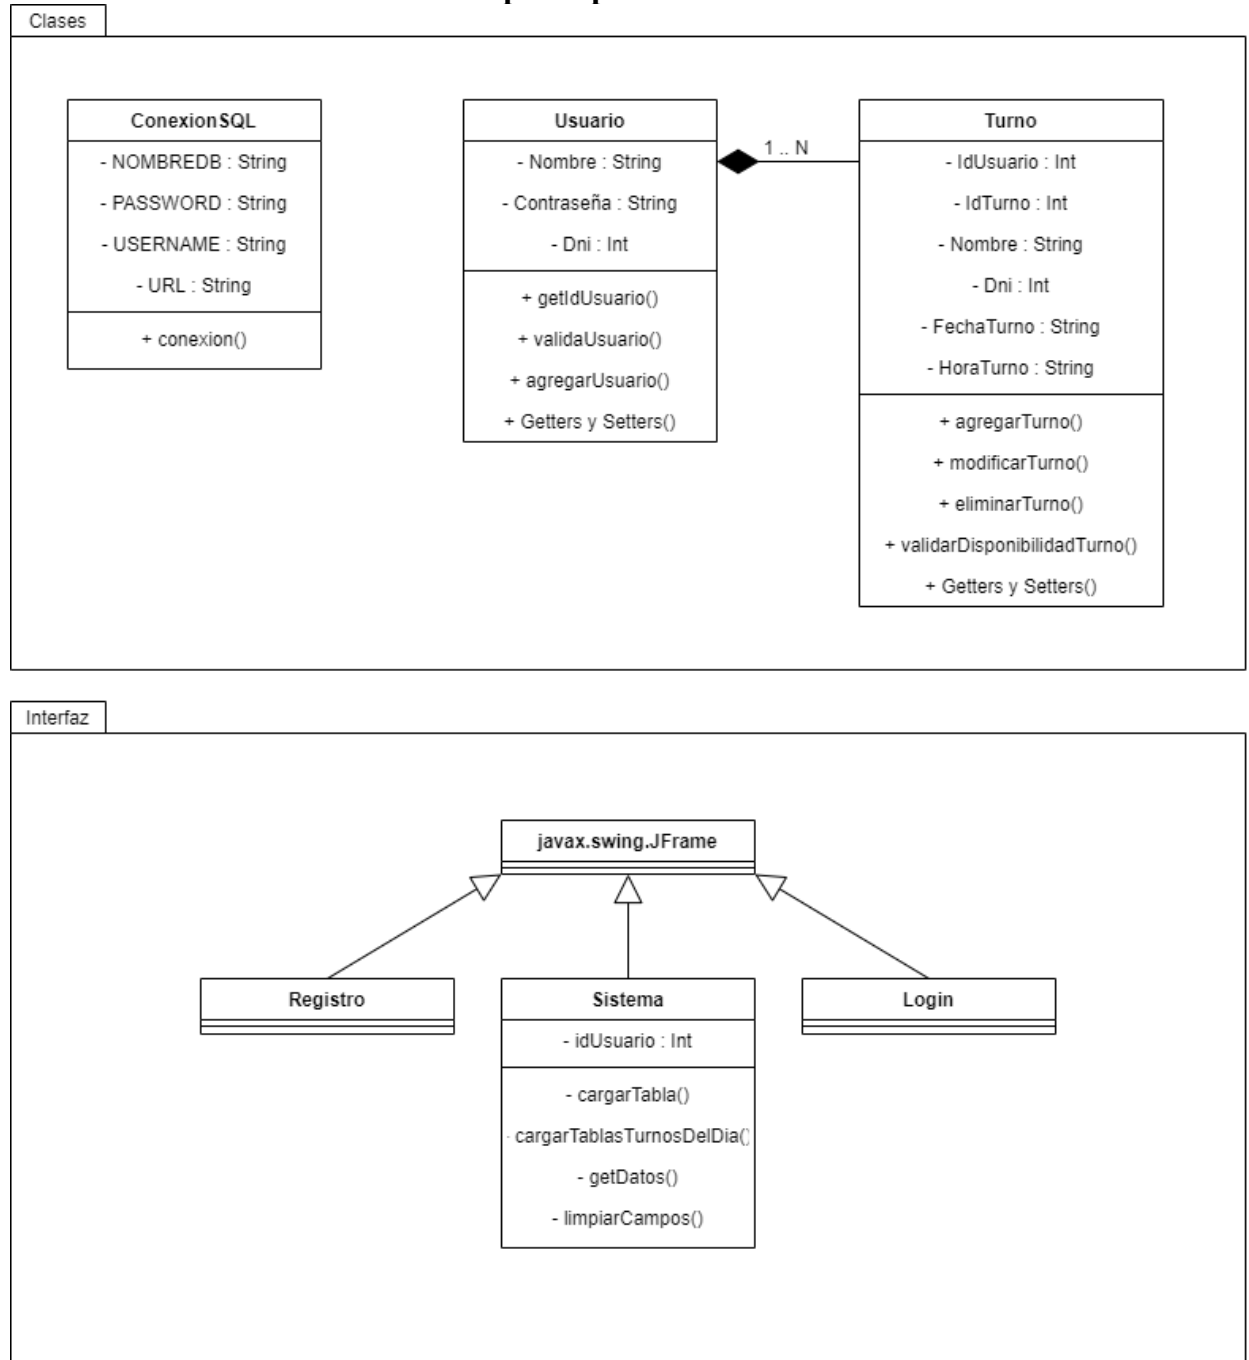 Clases
ConexionSQL
- NOMBREDB : String
- PASSWORD : String
- USERNAME : String
- URL : String
+ conexion()
Usuario
- Nombre : String
- Contraseña : String
- Dni : Int
+ getIdUsuario()
+ validaUsuario()
+ agregarUsuario()
+ Getters y Setters()
1 .. N
Turno
- IdUsuario : Int
- IdTurno : Int
- Nombre : String
- Dni : Int
- FechaTurno : String
- HoraTurno : String
+ agregarTurno()
+ modificarTurno()
+ eliminarTurno()
+ validarDisponibilidadTurno()
+ Getters y Setters()
Interfaz
javax.swing.JFrame
Registro
Sistema
- idUsuario : Int
- cargarTabla()
- cargarTablasTurnosDelDia()
- getDatos()
- limpiarCampos()
Login